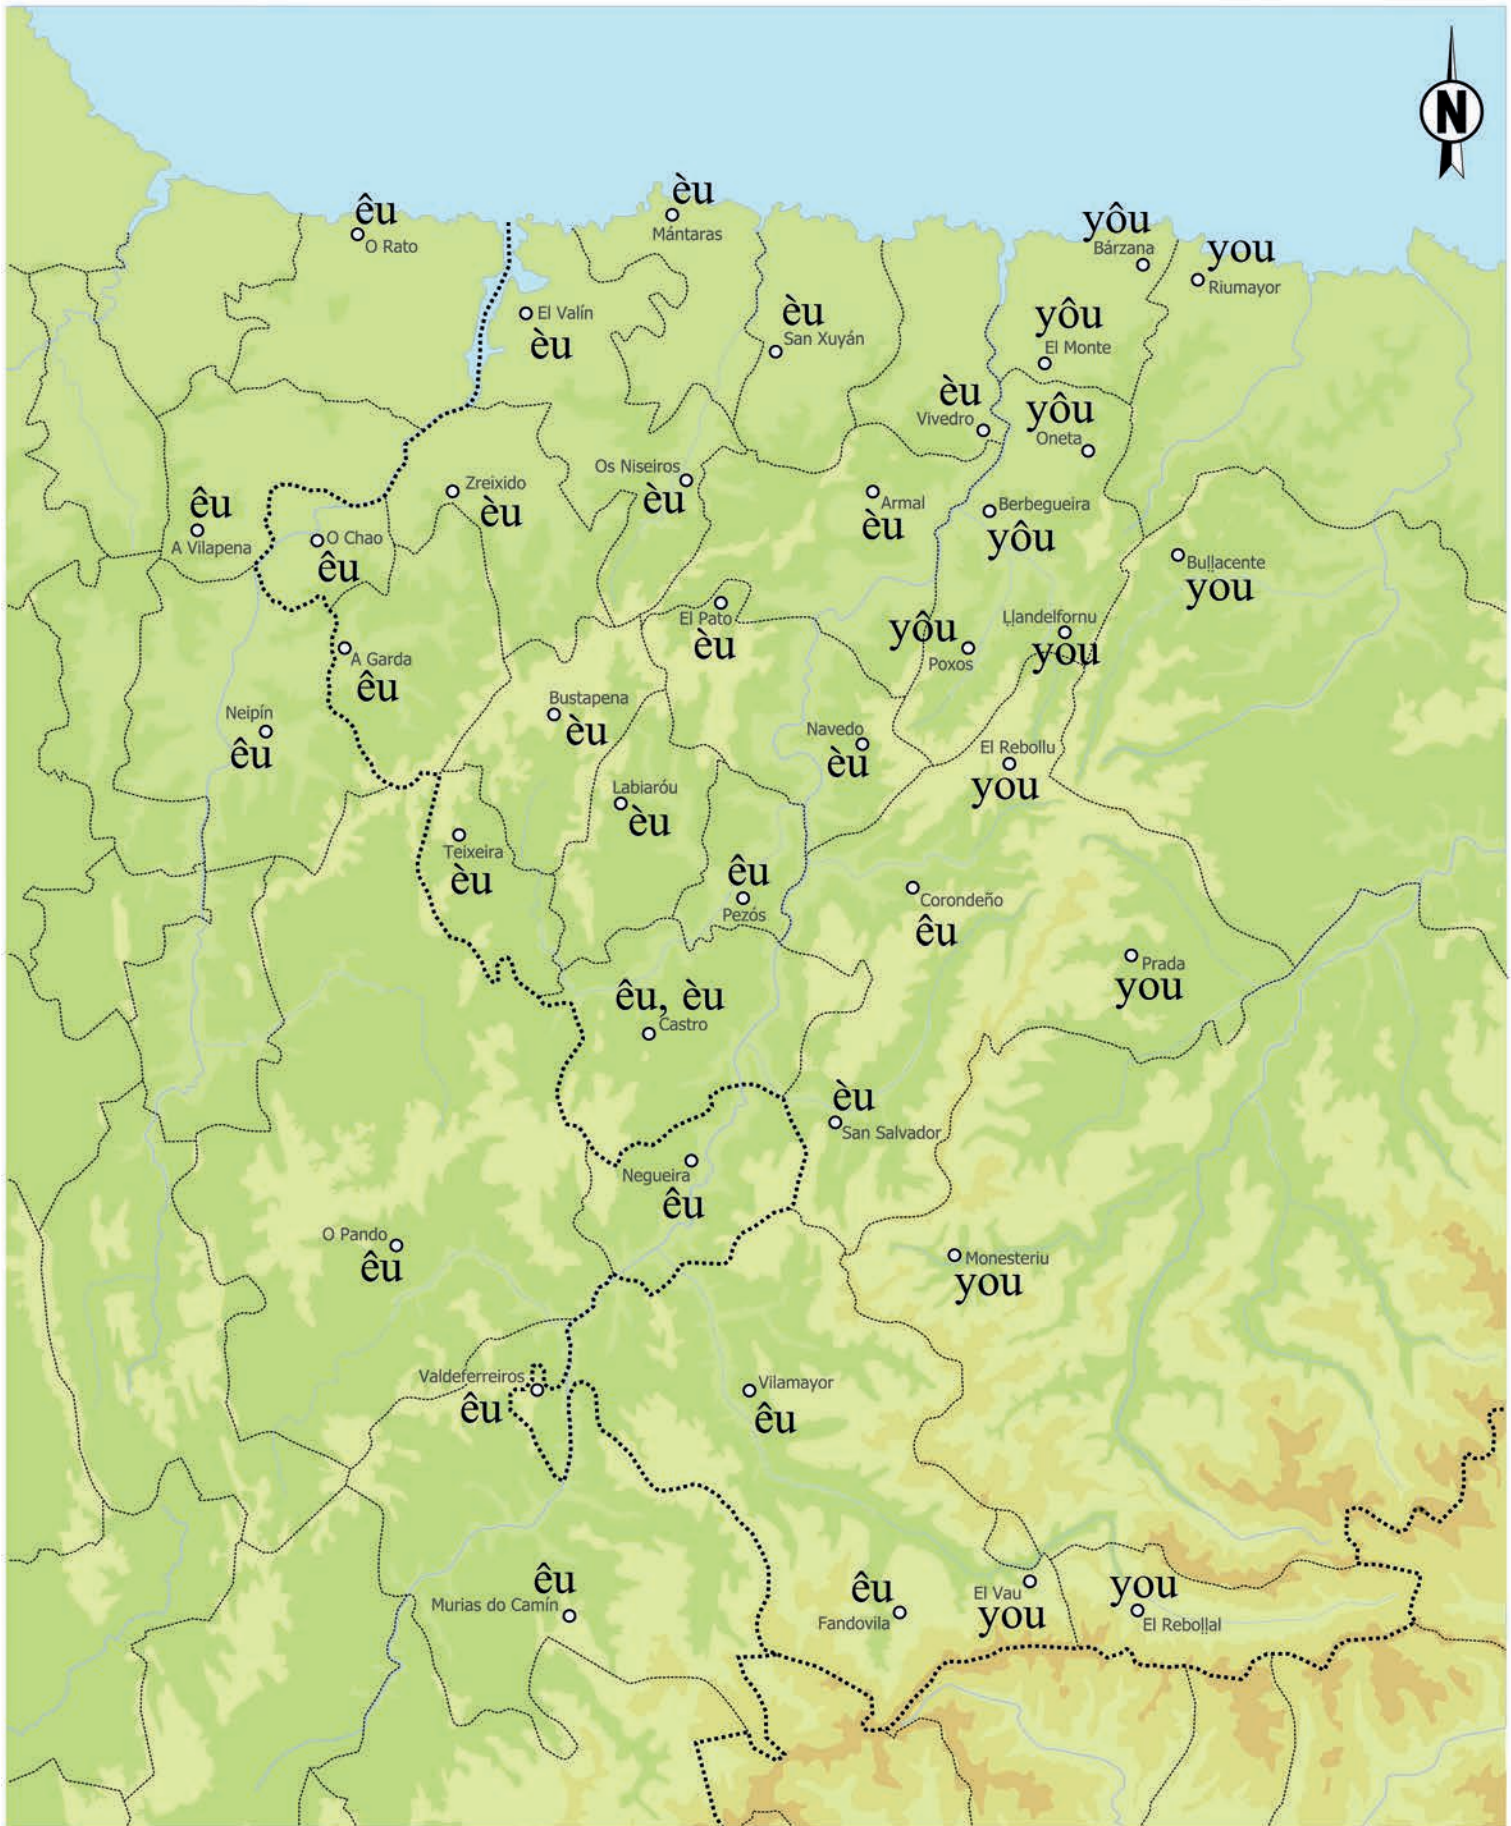 N
èu
Mántaras
êu
O Rato
yôu
Bárzana
you
Riumayor
El Valín
èu
èu
San Xuyán
yôu
El Monte
èu
Vivedro
yôu
Oneta
Os Niseiros
èu
Zreixido
èu
Armal
èu
Berbegueira
yôu
êu
A Vilapena
O Chao
êu
Buḷḷacente
you
El Pato
èu
yôu
Poxos
Ḷḷandelfornu
you
A Garda
êu
Bustapena
èu
Neipín
êu
Navedo
èu
El Rebollu
you
Labiaróu
èu
Teixeira
èu
êu
Pezós
Corondeño
êu
Prada
you
êu, èu
Castro
èu
San Salvador
Negueira
êu
O Pando
êu
Monesteriu
you
Valdeferreiros
êu
Vilamayor
êu
êu
Murias do Camín
êu
Fandovila
El Vau
you
you
El Reboḷḷal